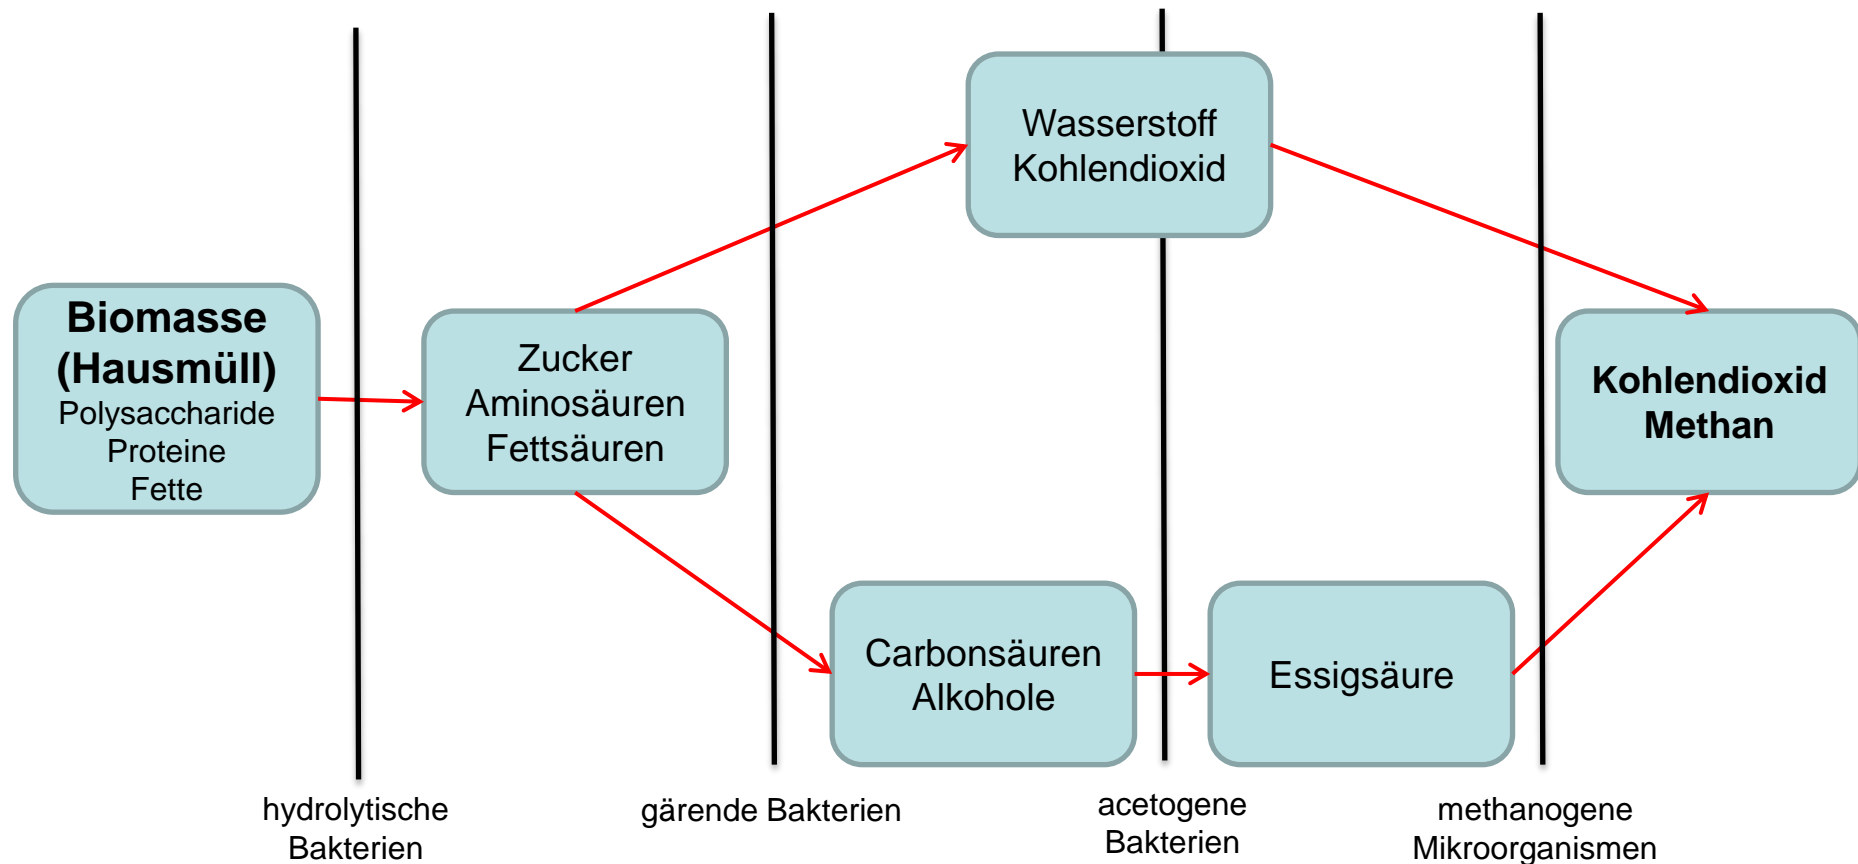 Biomasse
(Hausmüll)
Polysaccharide
Proteine
Fette
Zucker
Aminosäuren
Fettsäuren
Wasserstoff
Kohlendioxid
Carbonsäuren
Alkohole
Essigsäure
Kohlendioxid
Methan
hydrolytische
Bakterien
gärende Bakterien
acetogene
Bakterien
methanogene
Mikroorganismen